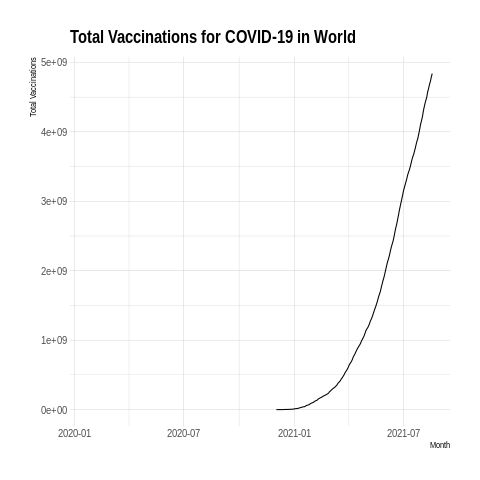 Total Vaccinations for COVID-19 in World
Total Vaccinations
5e+09
4e+09
3e+09
2e+09
1e+09
0e+00
2020-01 2020-07 2021-01 2021-07
Month